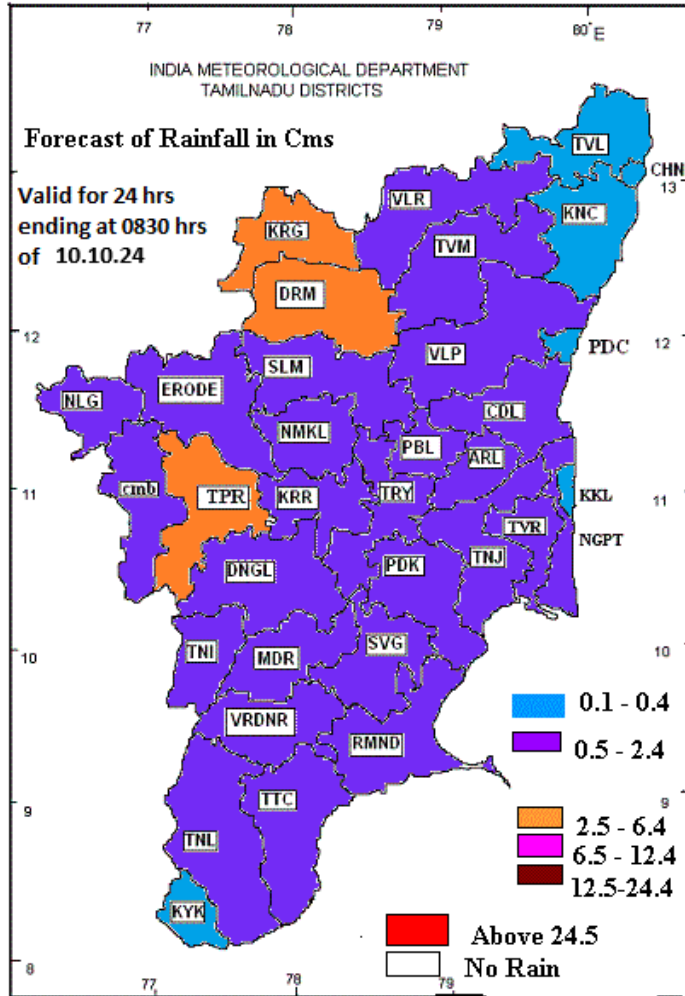 77 78 79 80° E
INDIA METEOROLOGICAL DEPARTMENT
TAMILNADU DISTRICTS
Forecast of Rainfall in Cms
TVL
CHN
13
Valid for 24 hrs
ending at 0830 hrs
of 10.10.24
VLR
KNC
KRG
TVM
DRM
12
12
PDC
VLP
SLM
ERODE
NLG
CDL
NMKL
PBL
ARL
cmb
TPR
KRR
TRY
11
11
KKL
TVR
NGPT
DNGL
PDK
TNJ
10
TNI
MDR
SVG
10
0.1 - 0.4
VRDNR
RMND
0.5 - 2.4
9
TTC
9
2.5 - 6.4
TNL
6.5 - 12.4
12.5-24.4
KYK
Above 24.5
No Rain
8
77 78 79